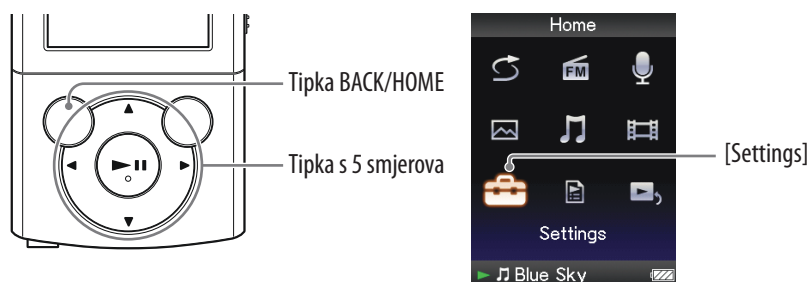 Tipka BACK/HOME
Tipka s 5 smjerova
Home
FM
[Settings]
Settings
Blue Sky